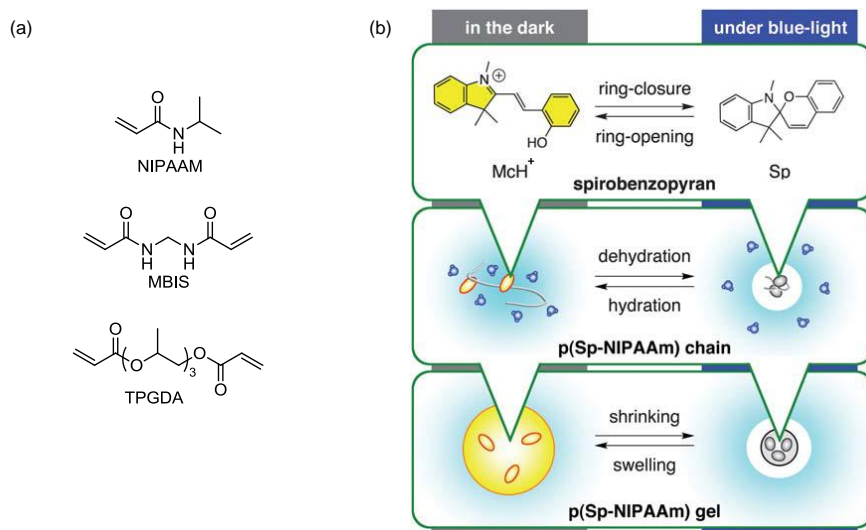 (a)
O
N
H
NIPAAM
O
O
N
H
N
H
MBIS
O
O
O
3
O
TPGDA
(b)
in the dark
under blue-light
N
+
HO
McH+
ring-closure
ring-opening
N
O
Sp
spirobenzopyran
dehydration
hydration
p(Sp-NIPAAm) chain
shrinking
swelling
p(Sp-NIPAAm) gel